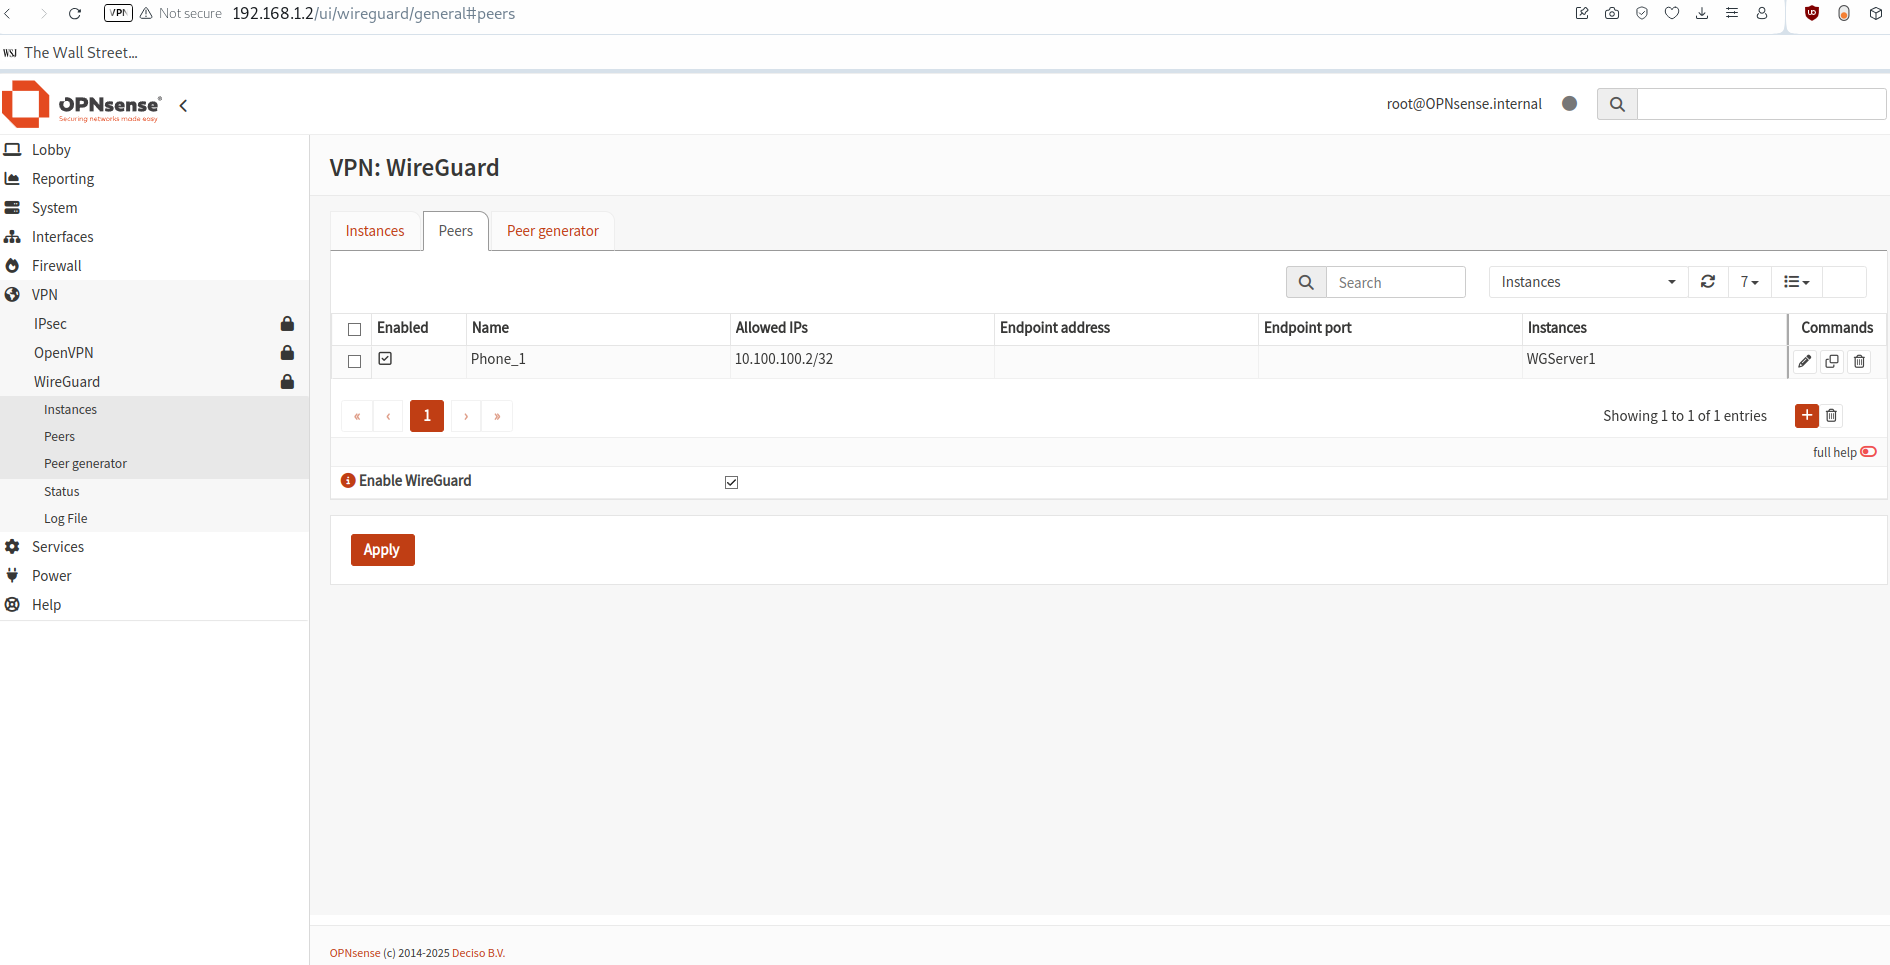 VPN Not secure 192.168.1.2/ui/wireguard/general#peers
WSJ The Wall Street...
OPNsense®
Securing networks made easy
root@OPNsense.internal
Lobby
Reporting
System
Interfaces
Firewall
VPN
IPsec
OpenVPN
WireGuard
Instances
Peers
Peer generator
Status
Log File
Services
Power
Help
VPN: WireGuard
Instances Peers Peer generator
Search Instances 7
Enabled Name Allowed IPs Endpoint address Endpoint port Instances Commands
Phone_1 10.100.100.2/32 WGServer1
« ‹ 1 › » Showing 1 to 1 of 1 entries
full help
Enable WireGuard
Apply
OPNsense (c) 2014-2025 Deciso B.V.